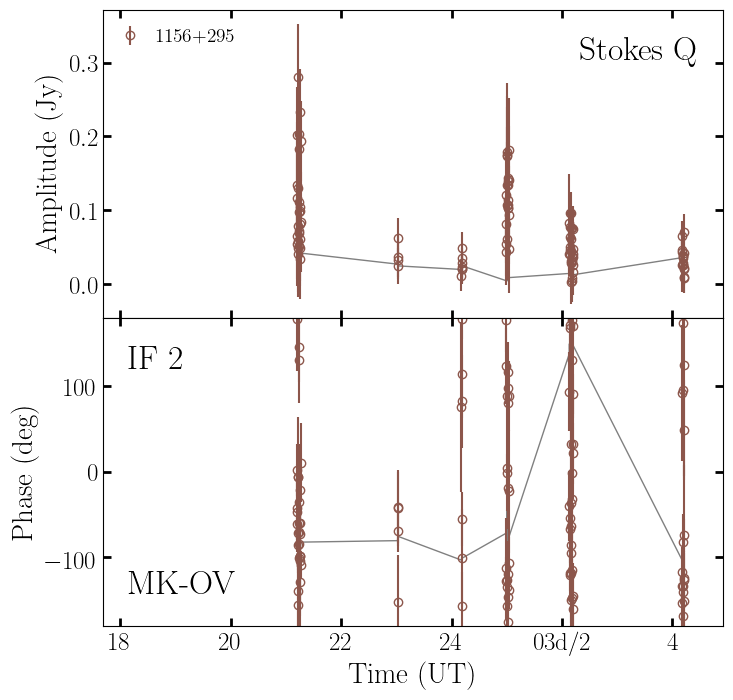 1156+295
Stokes Q
0.3
0.2
0.1
0.0
Amplitude (Jy)
IF 2
100
0
−100
Phase (deg)
MK-OV
18 20 22 24 03d/2 4
Time (UT)